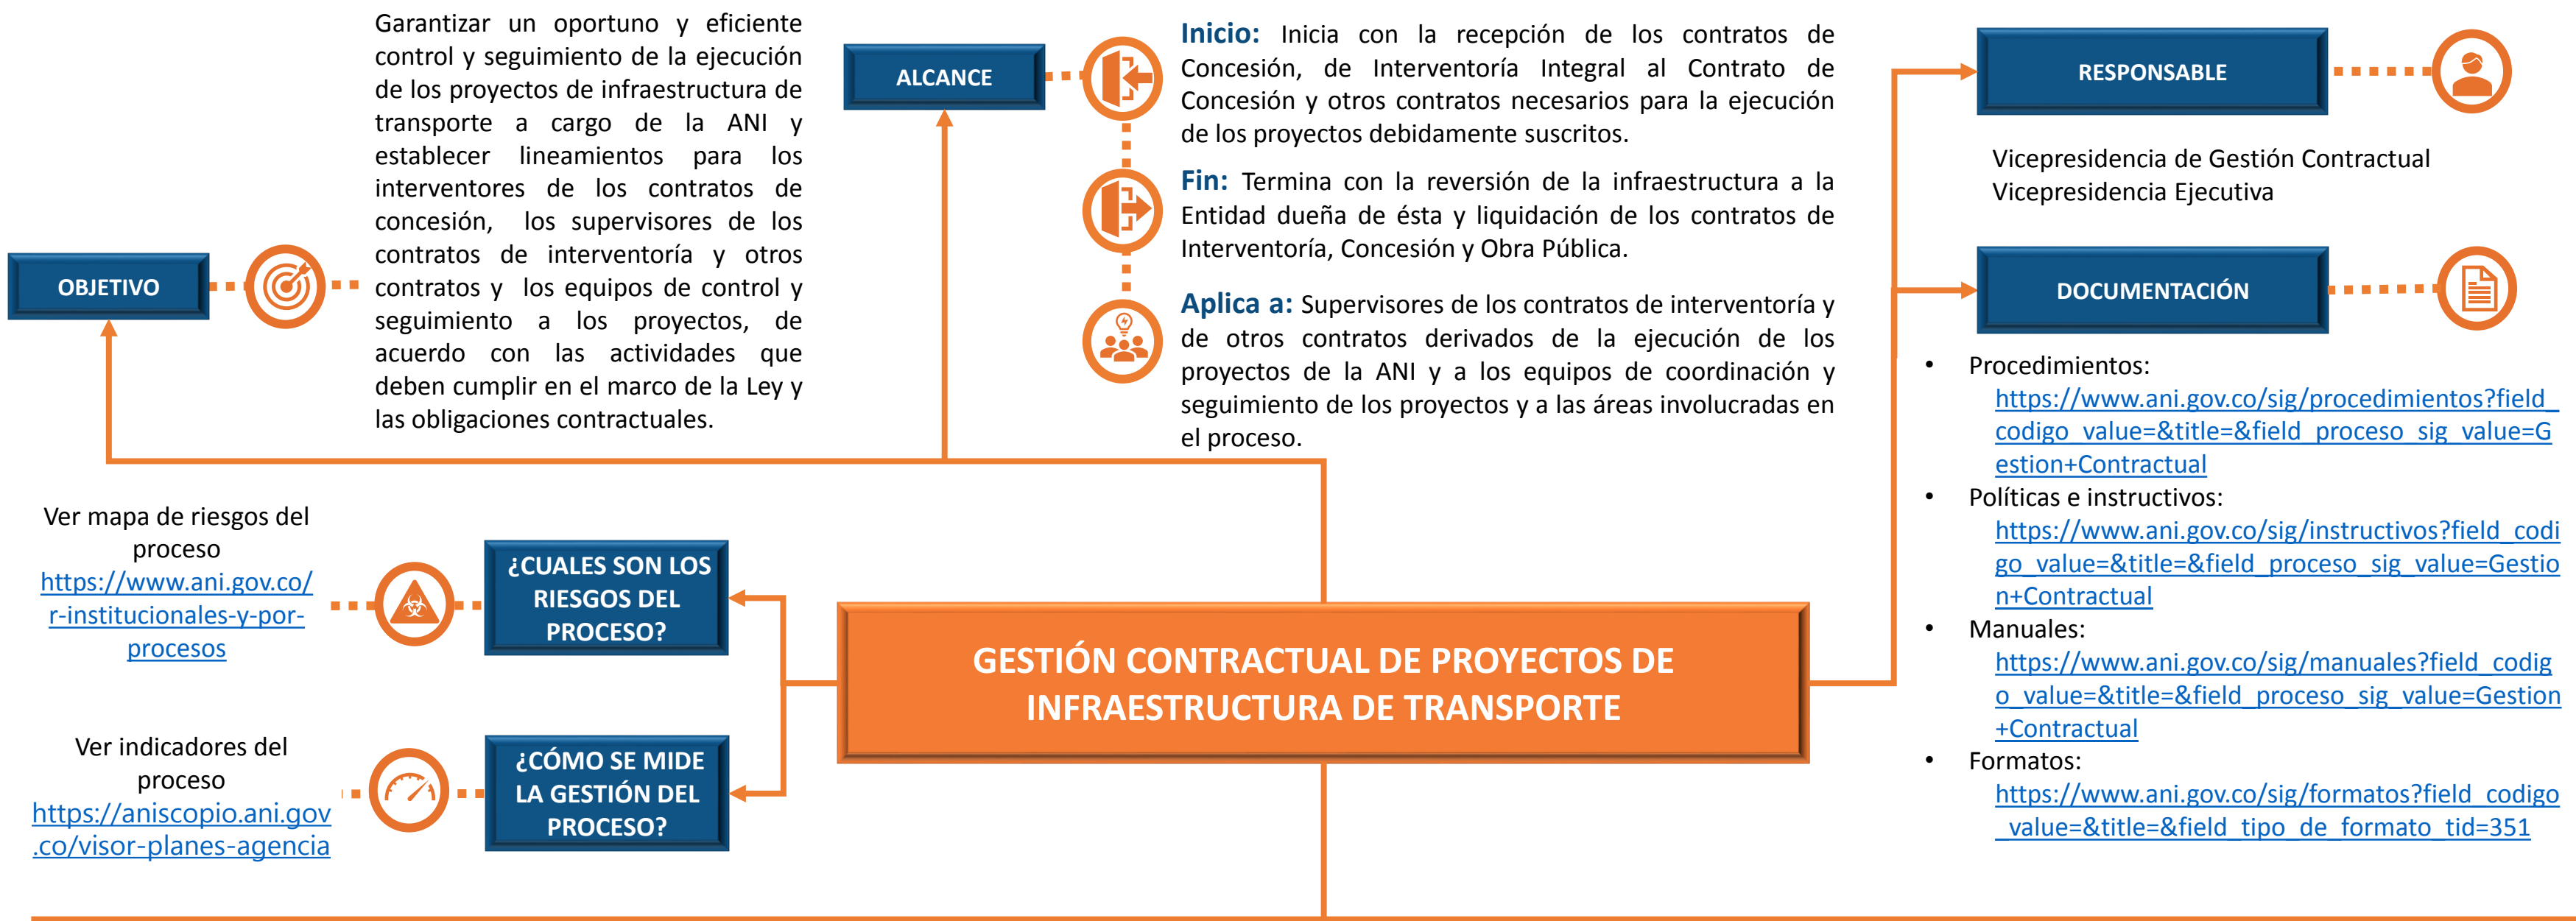 OBJETIVO
Garantizar un oportuno y eficiente
control y seguimiento de la ejecución
de los proyectos de infraestructura de
transporte a cargo de la ANI y
establecer lineamientos para los
interventores de los contratos de
concesión, los supervisores de los
contratos de interventoría y otros
contratos y los equipos de control y
seguimiento a los proyectos, de
acuerdo con las actividades que
deben cumplir en el marco de la Ley y
las obligaciones contractuales.
ALCANCE
Inicio: Inicia con la recepción de los contratos de
Concesión, de Interventoría Integral al Contrato de
Concesión y otros contratos necesarios para la ejecución
de los proyectos debidamente suscritos.
Fin: Termina con la reversión de la infraestructura a la
Entidad dueña de ésta y liquidación de los contratos de
Interventoría, Concesión y Obra Pública.
Aplica a: Supervisores de los contratos de interventoría y
de otros contratos derivados de la ejecución de los
proyectos de la ANI y a los equipos de coordinación y
seguimiento de los proyectos y a las áreas involucradas en
el proceso.
RESPONSABLE
Vicepresidencia de Gestión Contractual
Vicepresidencia Ejecutiva
DOCUMENTACIÓN
• Procedimientos:
https://www.ani.gov.co/sig/procedimientos?field_
codigo_value=&title=&field_proceso_sig_value=G
estion+Contractual
• Políticas e instructivos:
https://www.ani.gov.co/sig/instructivos?field_codi
go_value=&title=&field_proceso_sig_value=Gestio
n+Contractual
• Manuales:
https://www.ani.gov.co/sig/manuales?field_codig
o_value=&title=&field_proceso_sig_value=Gestion
+Contractual
• Formatos:
https://www.ani.gov.co/sig/formatos?field_codigo
_value=&title=&field_tipo_de_formato_tid=351
Ver mapa de riesgos del
proceso
https://www.ani.gov.co/
r-institucionales-y-por-
procesos
¿CUALES SON LOS
RIESGOS DEL
PROCESO?
GESTIÓN CONTRACTUAL DE PROYECTOS DE
INFRAESTRUCTURA DE TRANSPORTE
Ver indicadores del
proceso
https://aniscopio.ani.gov
.co/visor-planes-agencia
¿CÓMO SE MIDE
LA GESTIÓN DEL
PROCESO?